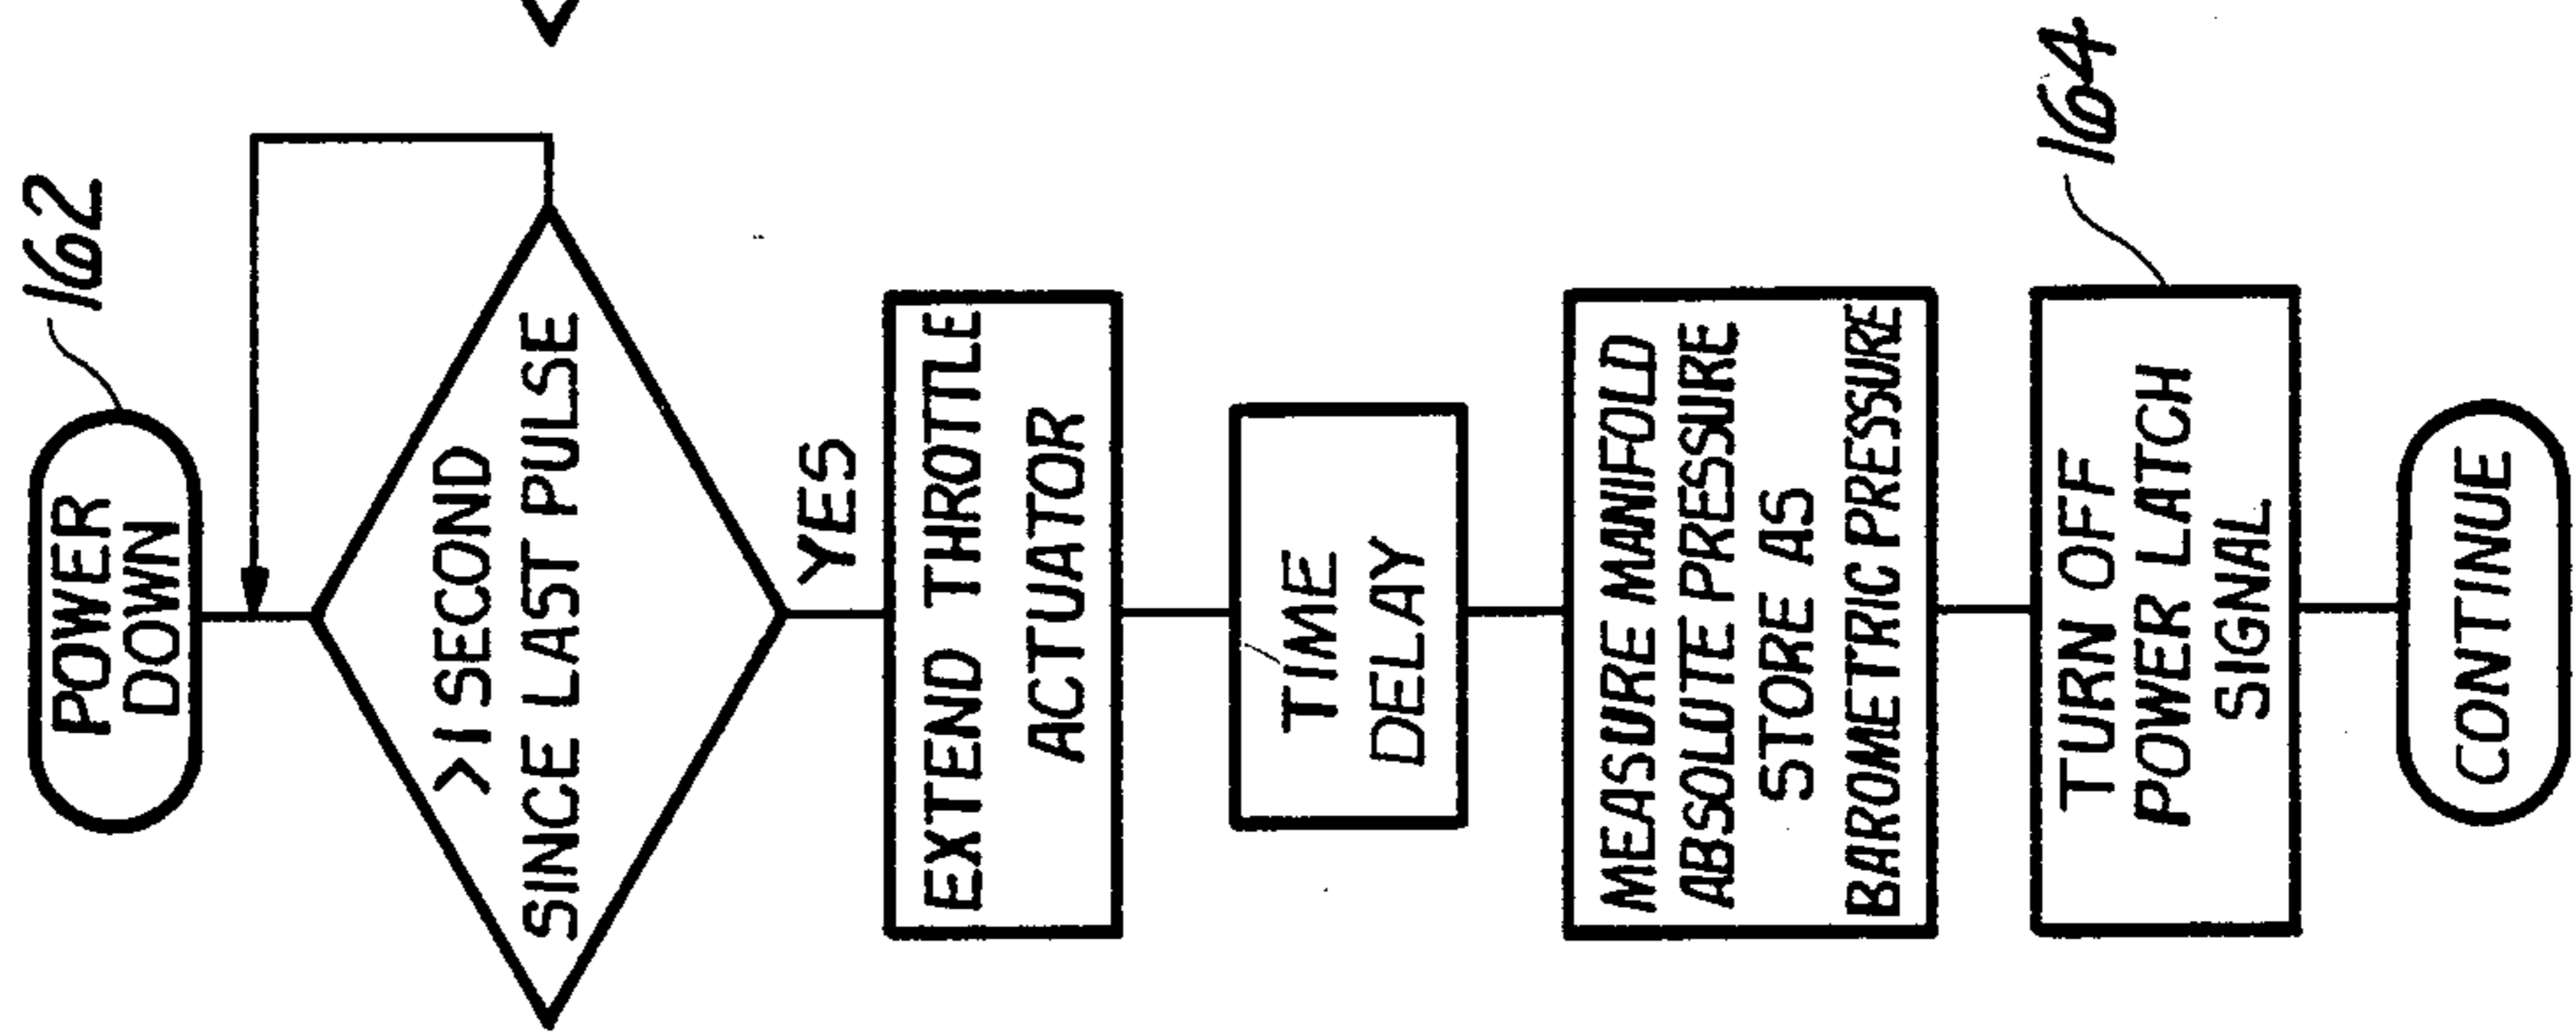 162
POWER
DOWN
>1 SECOND
SINCE LAST PULSE
YES
EXTEND THROTTLE
ACTUATOR
TIME
DELAY
MEASURE MANIFOLD
ABSOLUTE PRESSURE
STORE AS
BAROMETRIC PRESSURE
164
TURN OFF
POWER LATCH
SIGNAL
CONTINUE